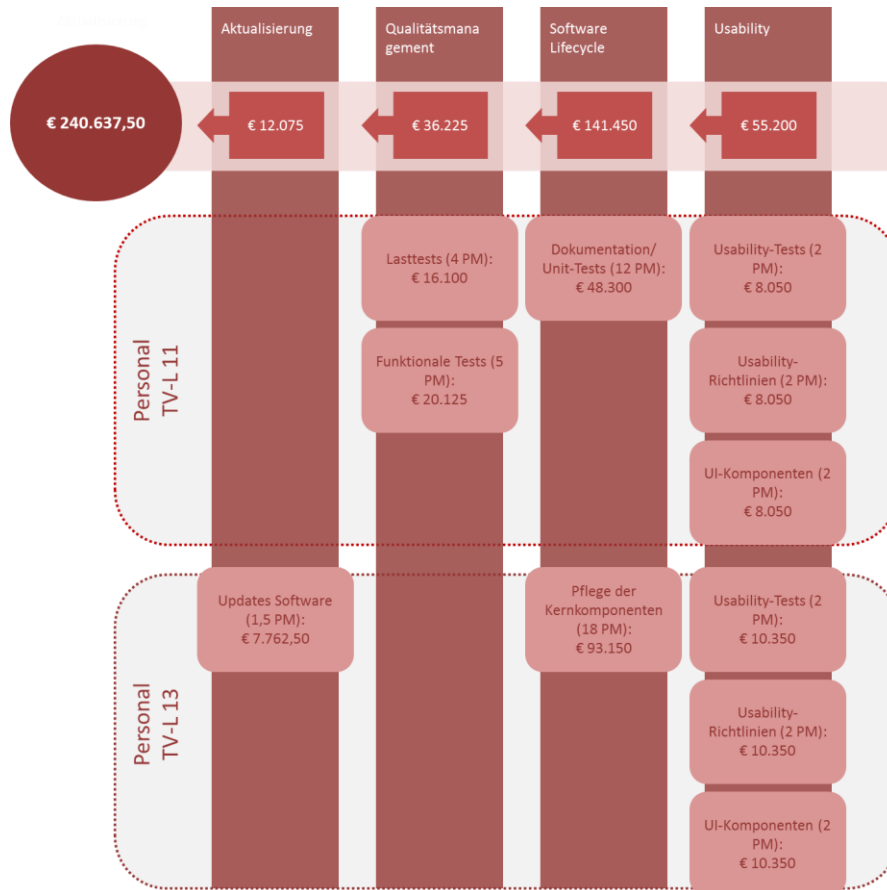 Aktualisierung
Qualitätsmana
gement
Software
Lifecycle
Usability
€ 240.637,50
€ 12.075
€ 36.225
€ 141.450
€ 55.200
Personal
TV-L 11
Lasttests (4 PM):
€ 16.100
Dokumentation/
Unit-Tests (12 PM):
€ 48.300
Usability-Tests (2
PM):
€ 8.050
Funktionale Tests (5
PM):
€ 20.125
Usability-
Richtlinien (2 PM):
€ 8.050
UI-Komponenten (2
PM):
€ 8.050
Personal
TV-L 13
Updates Software
(1,5 PM):
€ 7.762,50
Pflege der
Kernkomponenten
(18 PM):
€ 93.150
Usability-Tests (2
PM):
€ 10.350
Usability-
Richtlinien (2 PM):
€ 10.350
UI-Komponenten (2
PM):
€ 10.350